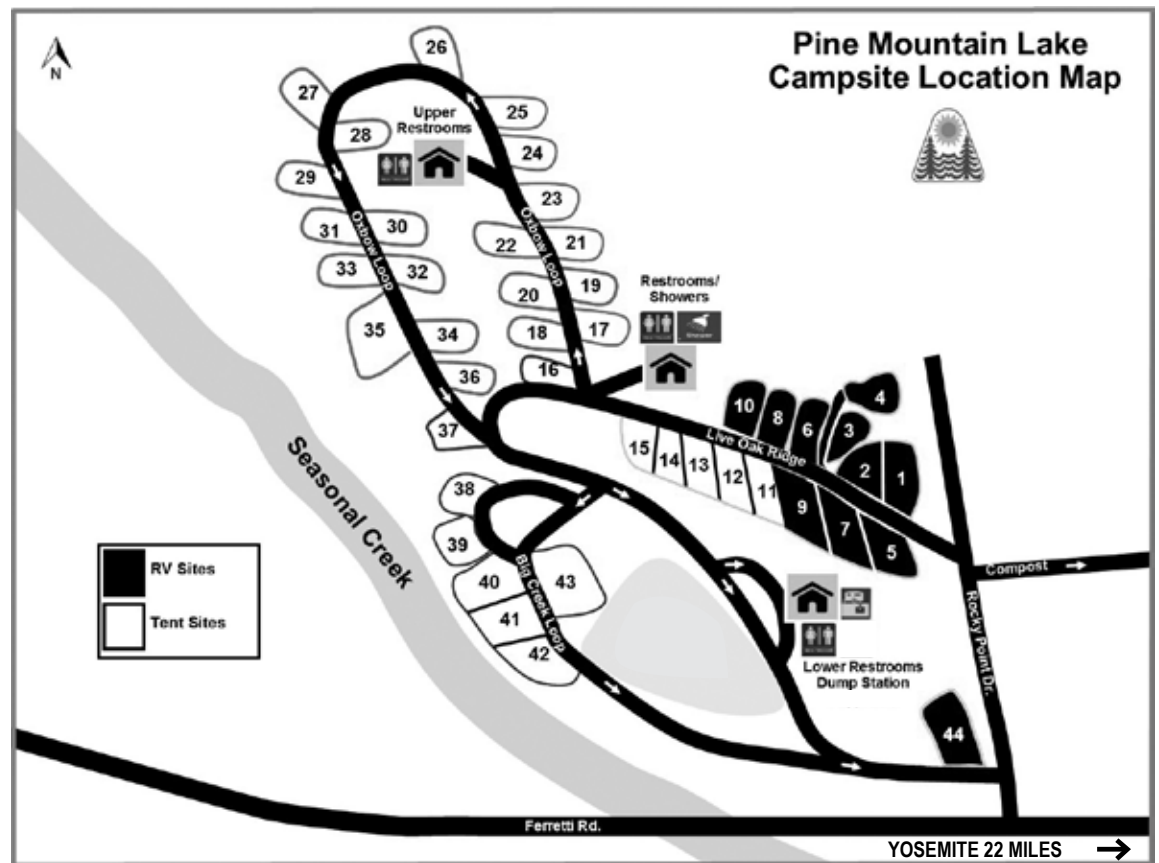 Pine Mountain Lake
Campsite Location Map
N
26
27
25
Upper
Restrooms
28
24
29
23
31
30
22
21
33
32
Oxbow Loop
Oxbow Loop
20
19
Restrooms/
Showers
35
34
18
17
16
36
37
10
8
6
4
3
2
1
Live Oak Ridge
15
14
13
12
11
9
7
5
38
39
40
43
41
42
Big Creek Loop
Seasonal Creek
RV Sites
Tent Sites
Compost
Rocky Point Dr.
Lower Restrooms
Dump Station
44
Ferretti Rd.
YOSEMITE 22 MILES